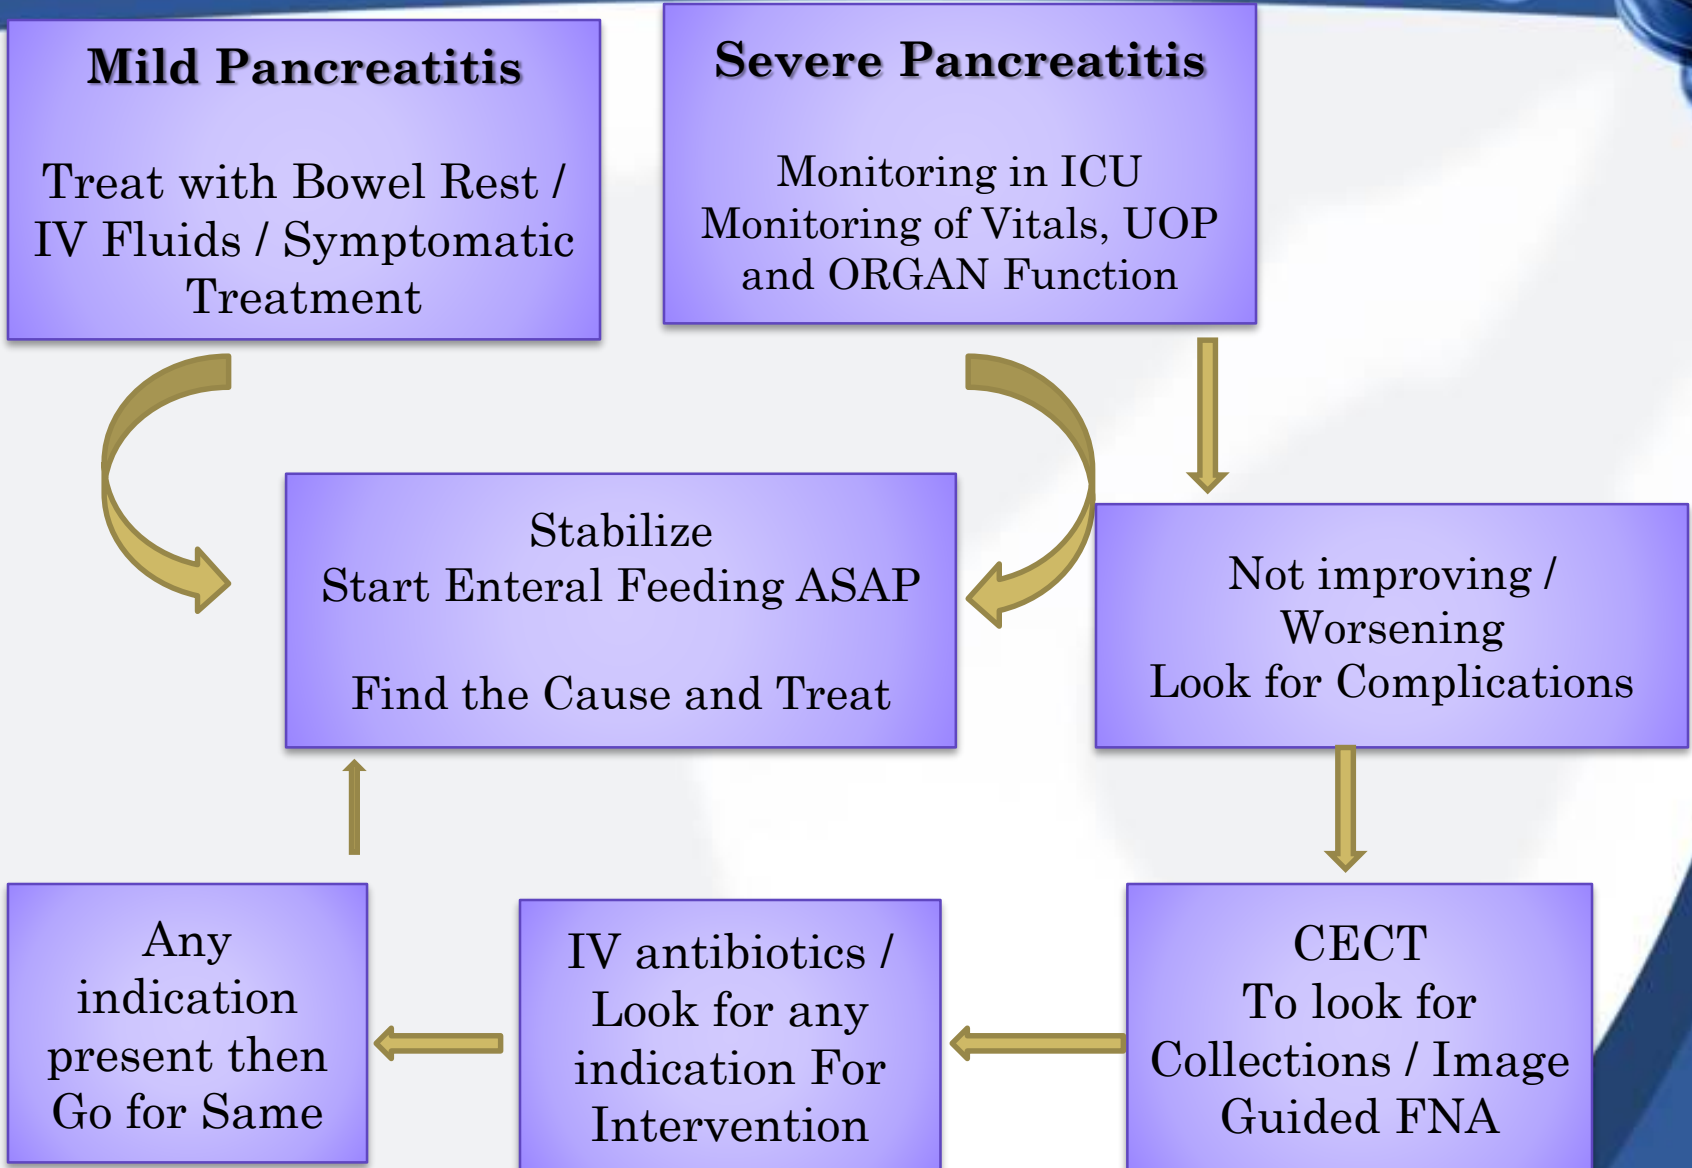 Mild Pancreatitis
Treat with Bowel Rest /
IV Fluids / Symptomatic
Treatment
Severe Pancreatitis
Monitoring in ICU
Monitoring of Vitals, UOP
and ORGAN Function
Stabilize
Start Enteral Feeding ASAP
Find the Cause and Treat
Not improving /
Worsening
Look for Complications
CECT
To look for
Collections / Image
Guided FNA
IV antibiotics /
Look for any
indication For
Intervention
Any
indication
present then
Go for Same